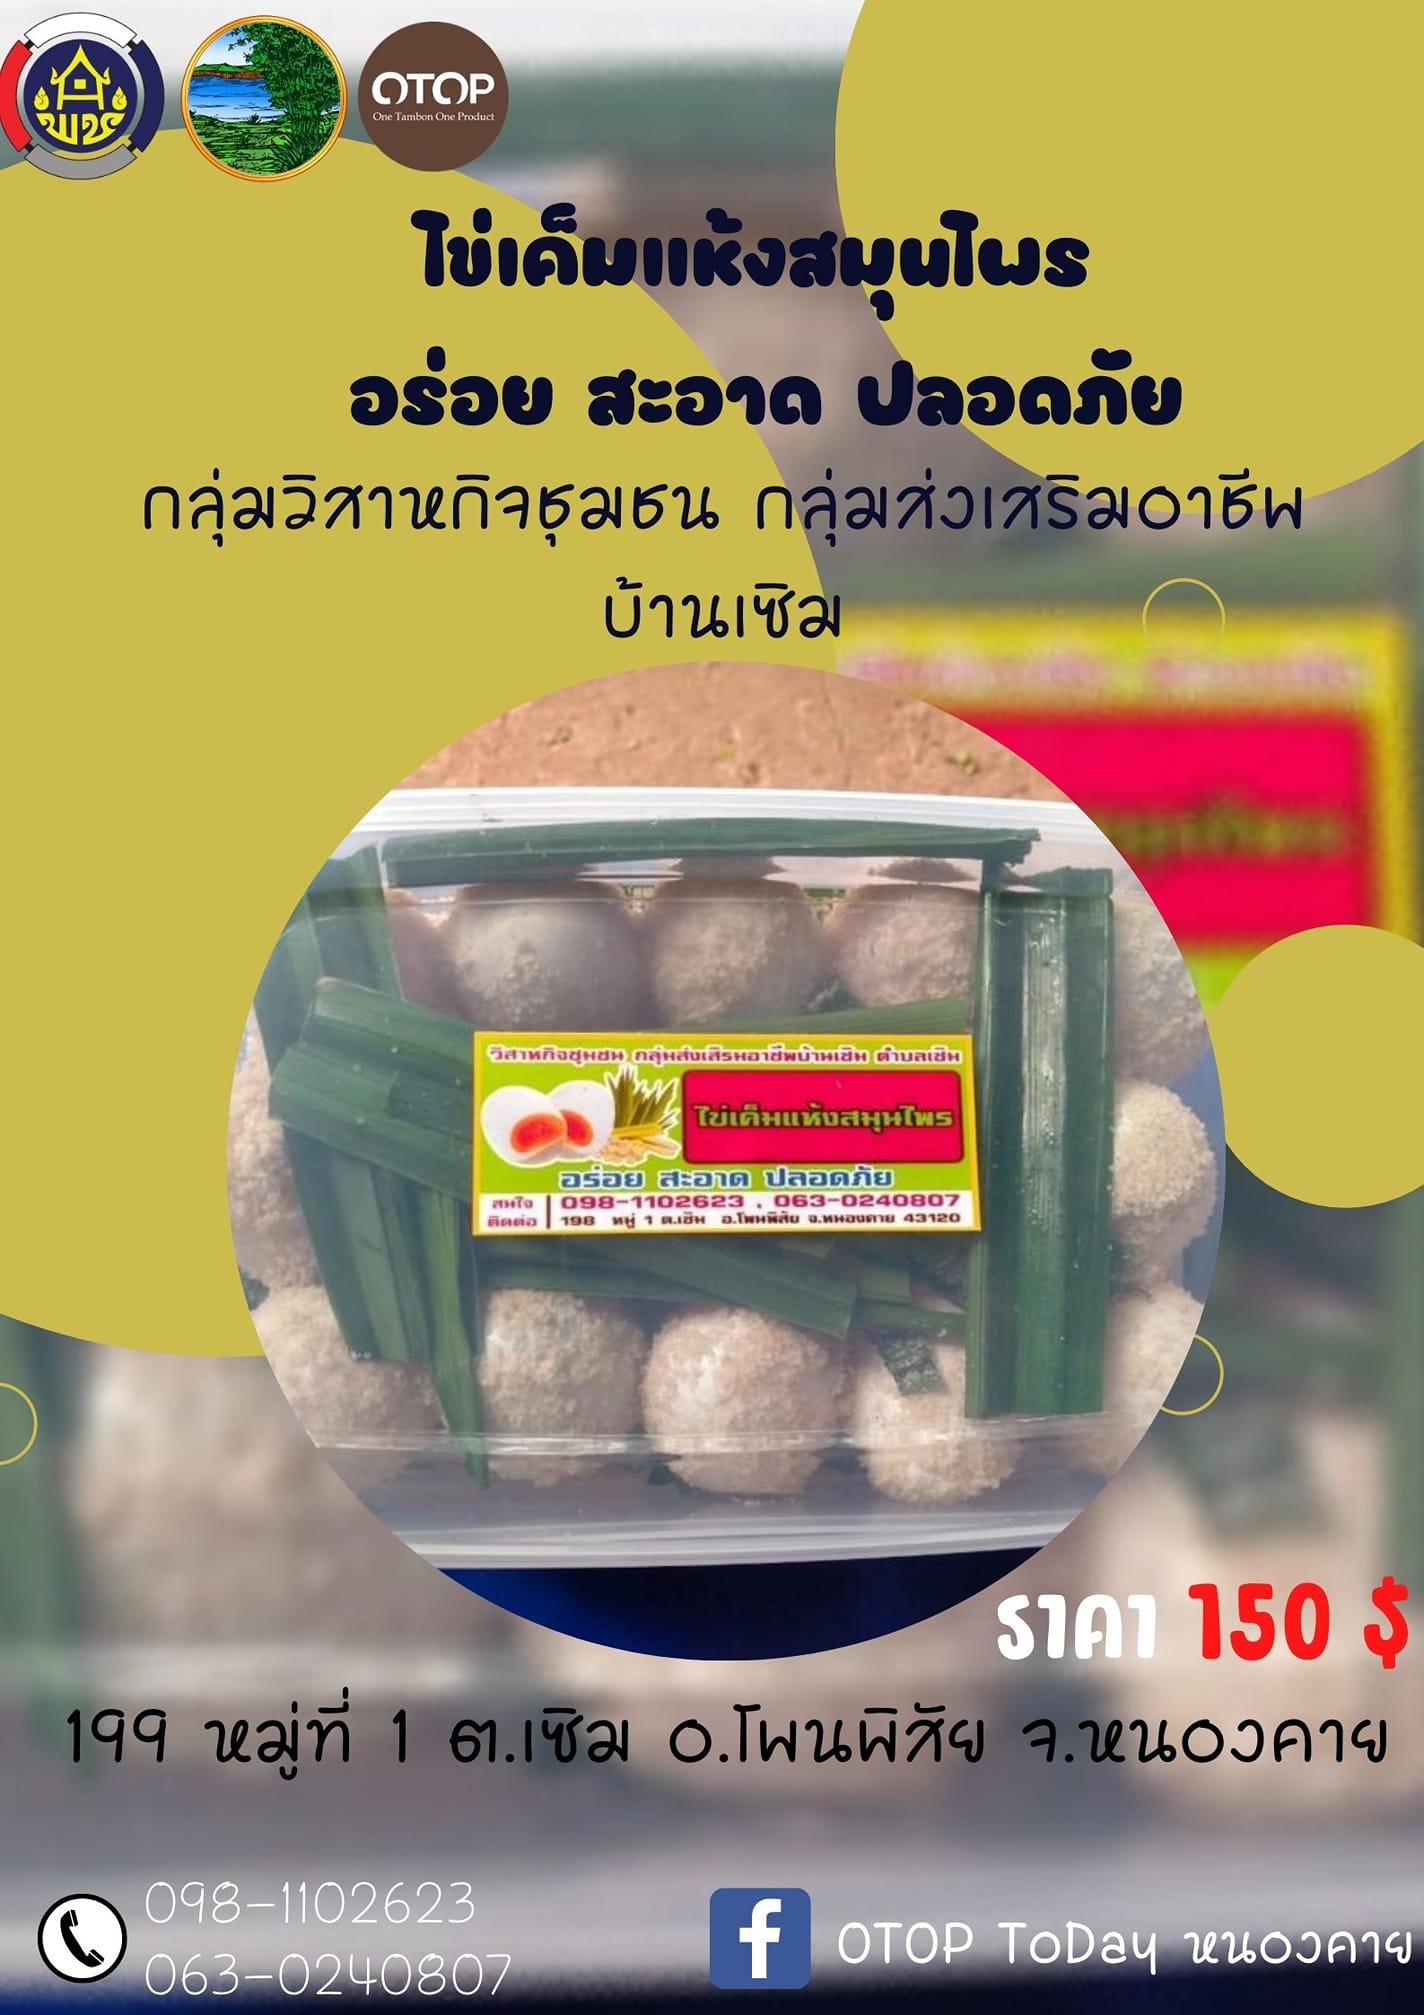 พช
OTOP
One Tambon One Product
ไข่เค็มแห้งสมุนไพร
อร่อย สะอาด ปลอดภัย
กลุ่มวิสาหกิจชุมชน กลุ่มส่งเสริมอาชีพ
บ้านเซิม
วิสาหกิจชุมชน กลุ่มส่งเสริมอาชีพบ้านเซิม ตำบลเซิม
ไข่เค็มแห้งสมุนไพร
อร่อย สะอาด ปลอดภัย
สนใจ
ติดต่อ
098-1102623 , 063-0240807
198 หมู่ 1 ต.เซิม อ.โพนพิสัย จ.หนองคาย 43120
ราคา 150 $
199 หมู่ที่ 1 ต.เซิม อ.โพนพิสัย จ.หนองคาย
098-1102623
063-0240807
OTOP ToDay หนองคาย